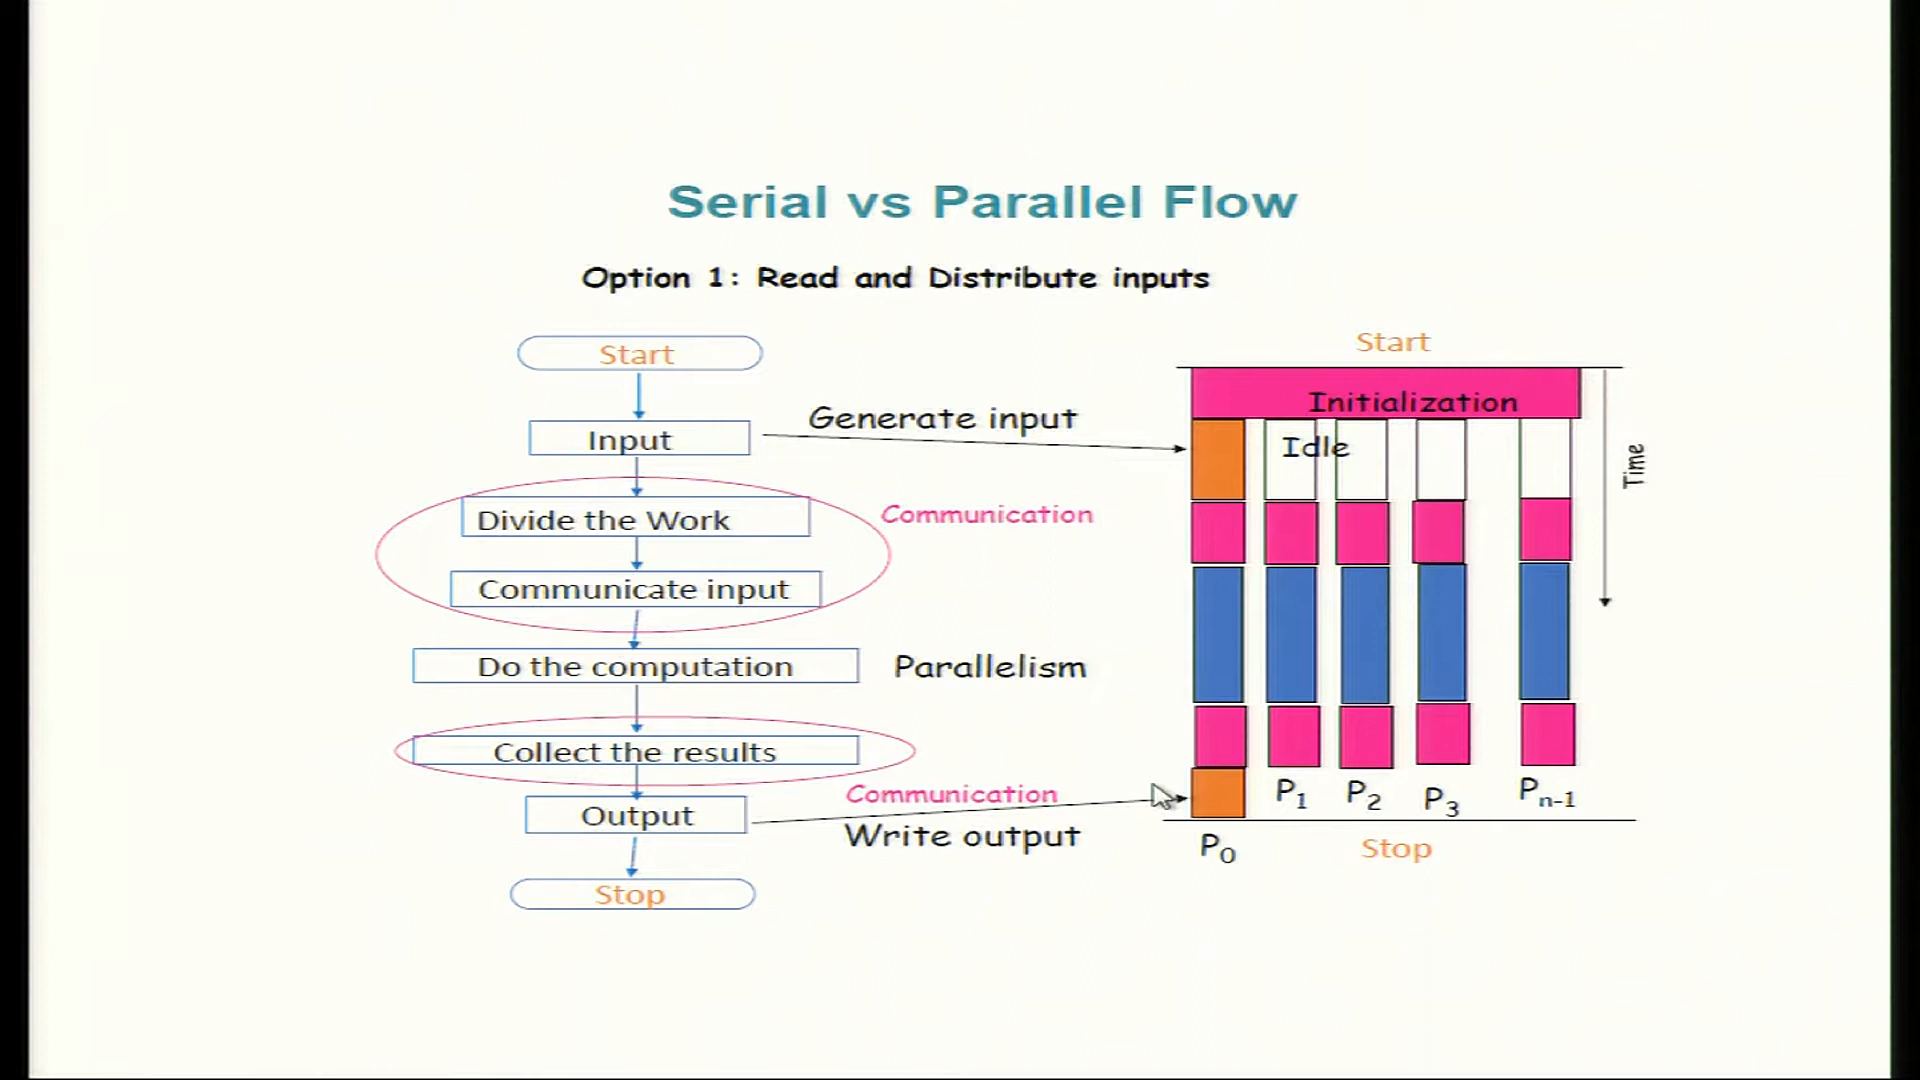 Serial vs Parallel Flow
Option 1: Read and Distribute inputs
Start
Input
Divide the Work
Communicate input
Do the computation
Collect the results
Output
Stop
Generate input
Communication
Parallelism
Communication
Write output
Start
Initialization
Idle
Time
P0
P1
P2
P3
Pn-1
Stop